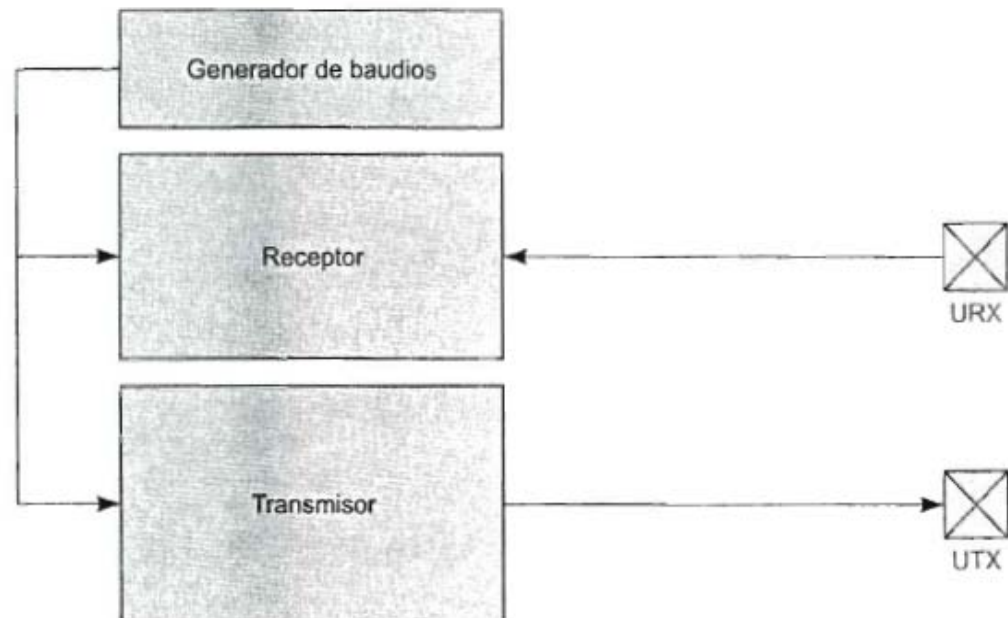 Generador de baudios
Receptor
URX
Transmisor
UTX